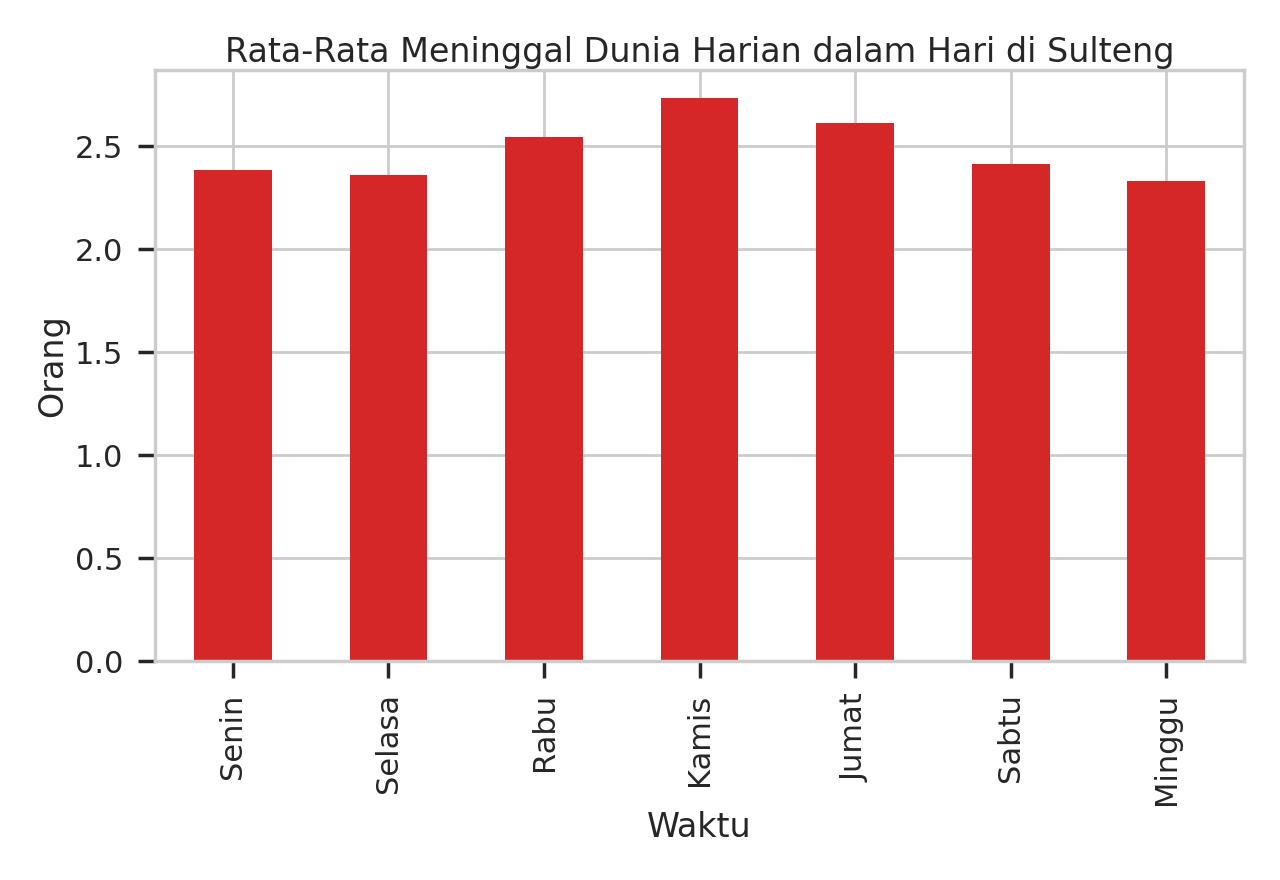 Rata-Rata Meninggal Dunia Harian dalam Hari di Sulteng
2.5
2.0
1.5
1.0
0.5
0.0
Orang
Senin
Selasa
Rabu
Kamis
Jumat
Sabtu
Minggu
Waktu